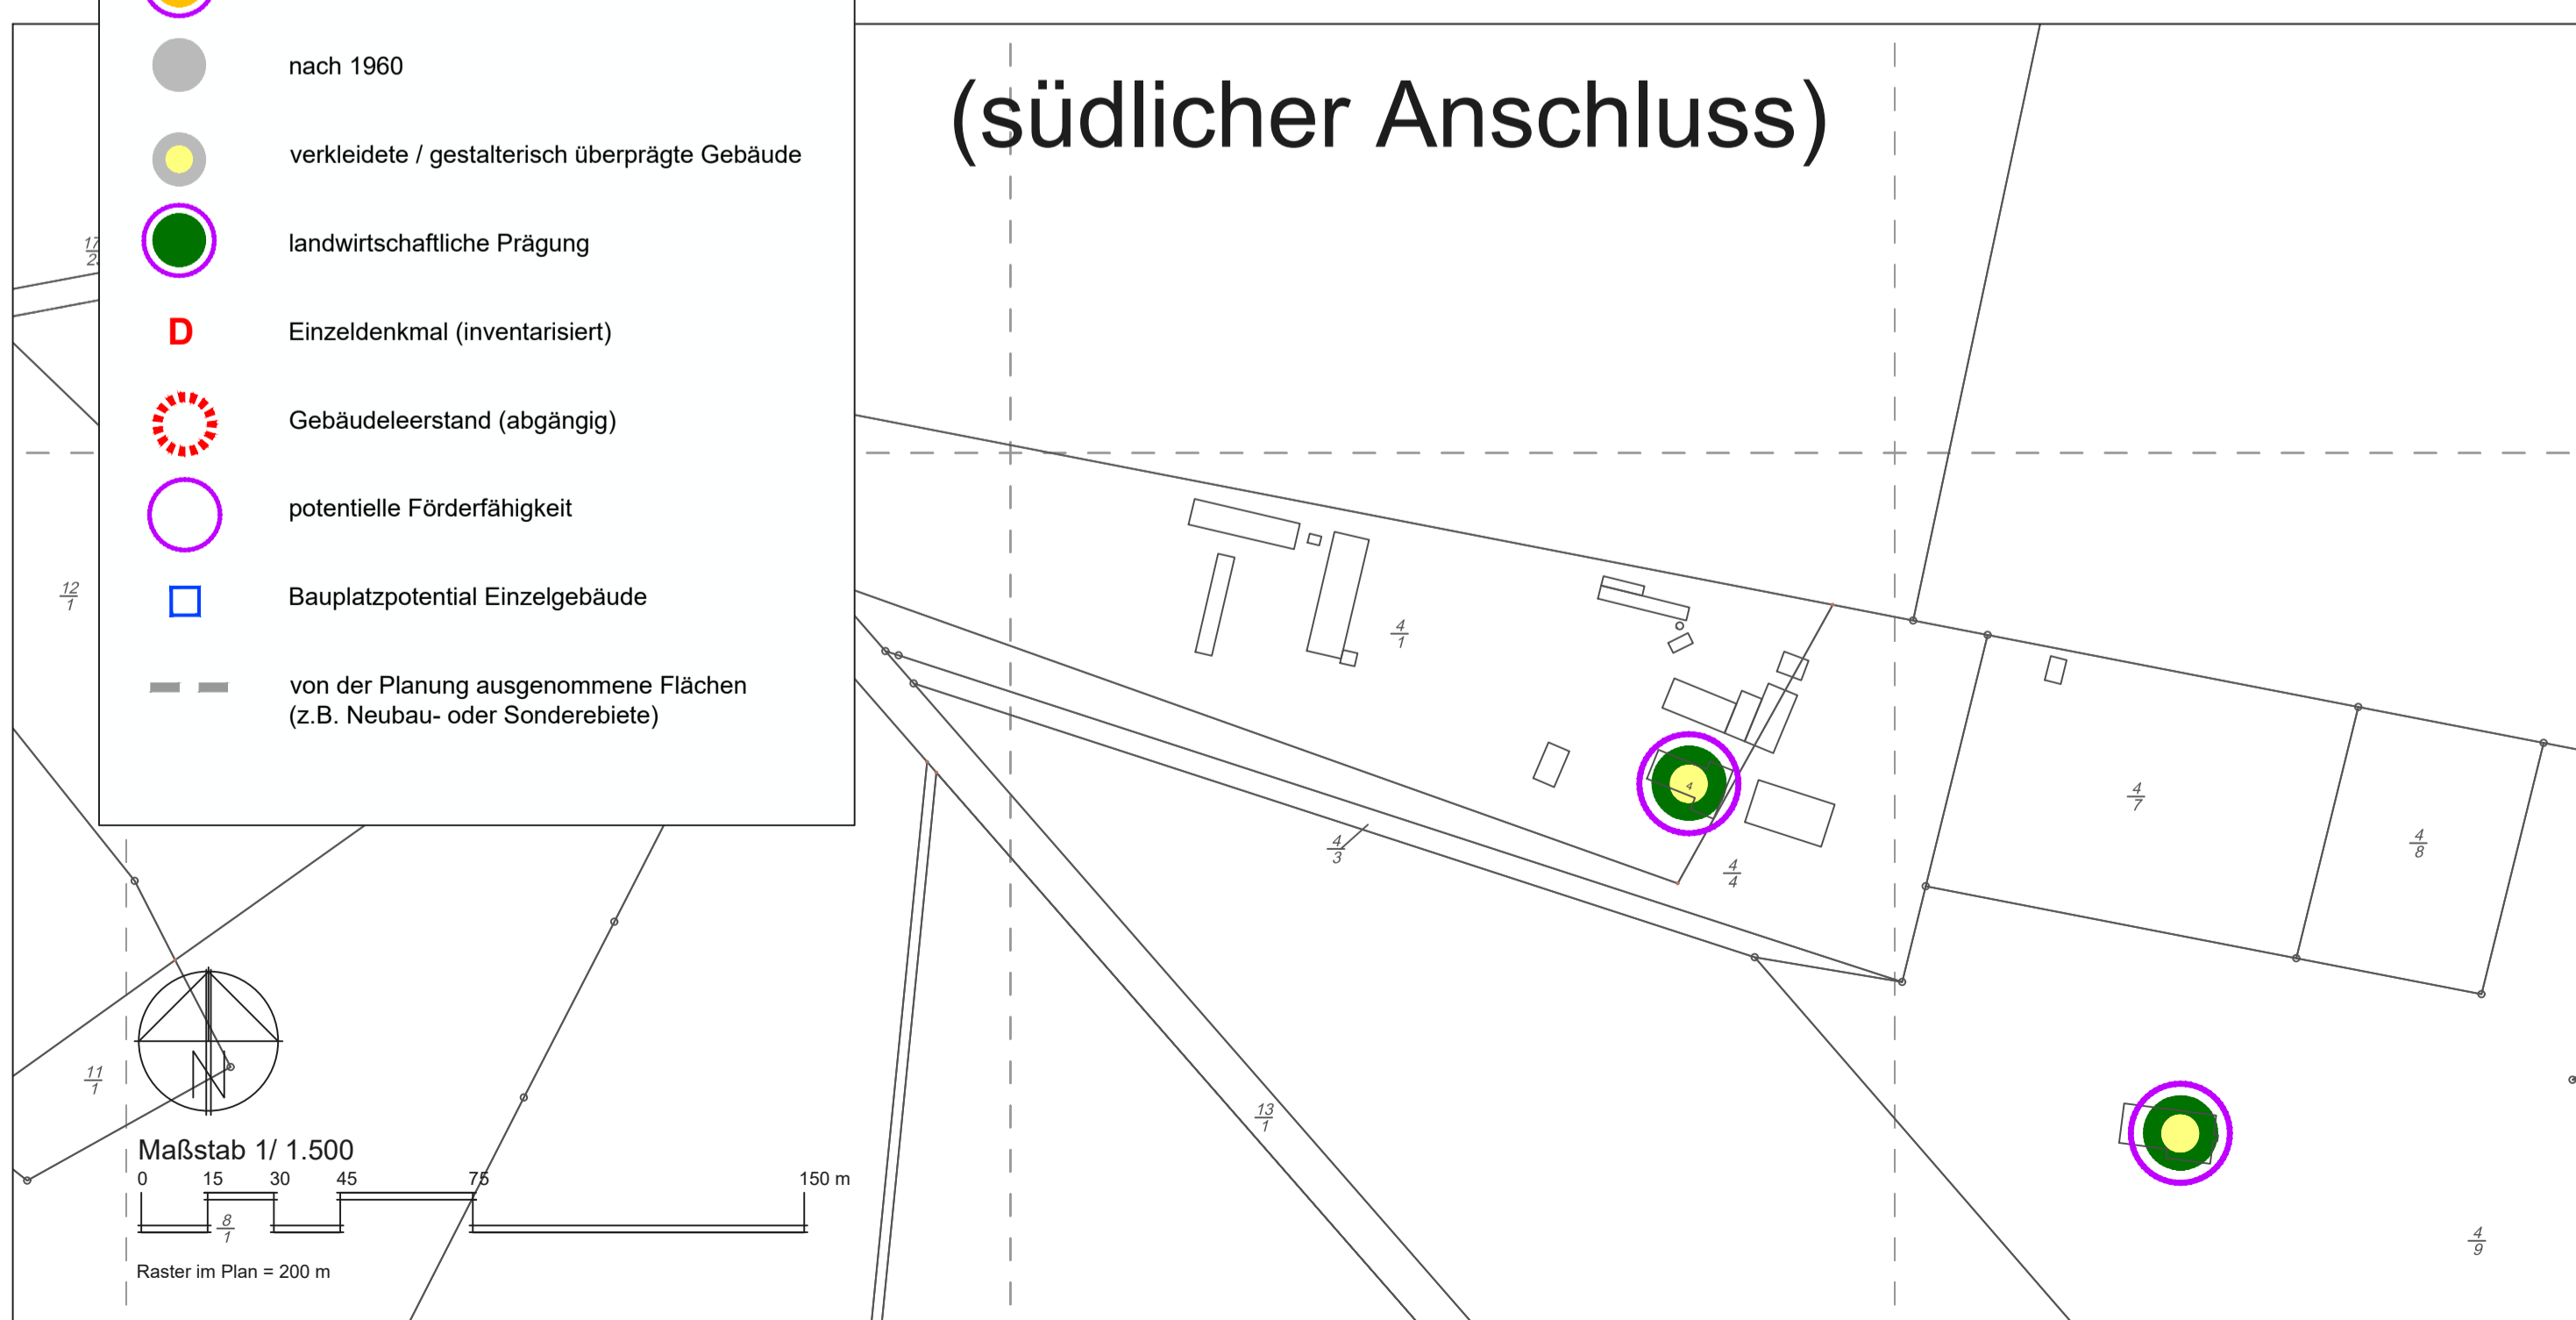 nach 1960
(südlicher Anschluss)
verkleidete / gestalterisch überprägte Gebäude
landwirtschaftliche Prägung
17
D
Einzeldenkmal (inventarisiert)
Gebäudeleerstand (abgängig)
potentielle Förderfähigkeit
Bauplatzpotential Einzelgebäude
12
1
4
1
von der Planung ausgenommene Flächen
(z.B. Neubau- oder Sonderebiete)
4
4
7
4
3
4
8
4
4
11
1
N
13
1
Maßstab 1/ 1.500
0 15 30 45 75 150 m
8
1
4
9
Raster im Plan = 200 m